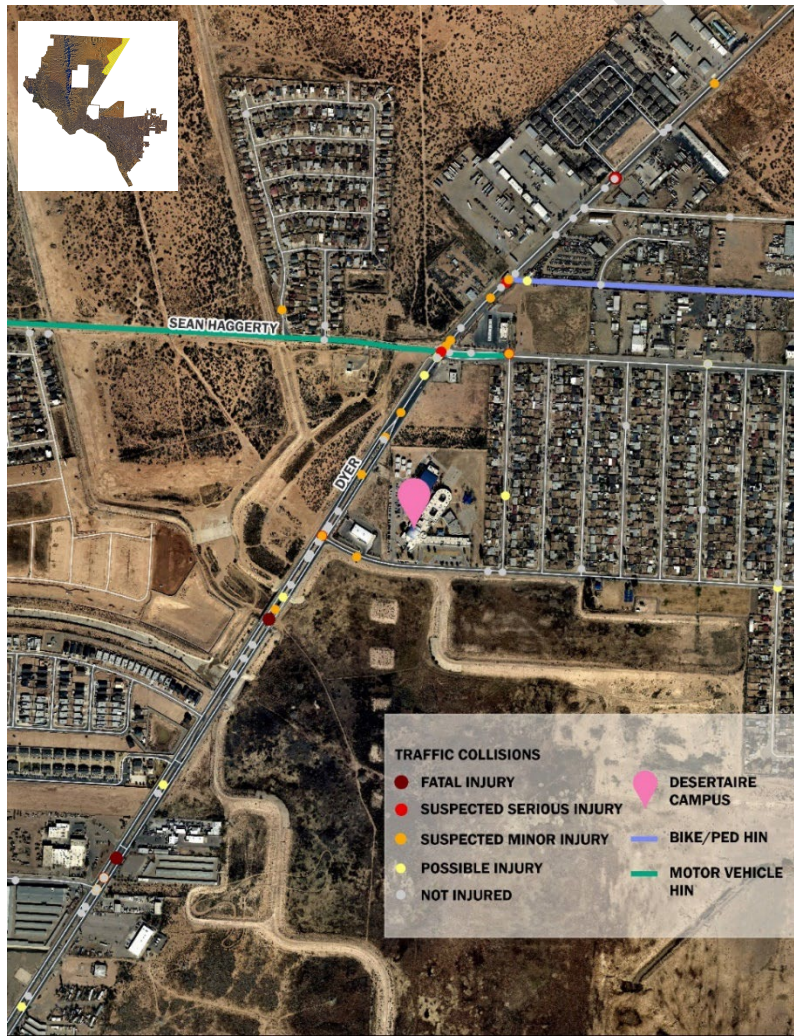 SEAN HAGGERTY
DYER
TRAFFIC COLLISIONS
FATAL INJURY
SUSPECTED SERIOUS INJURY
SUSPECTED MINOR INJURY
POSSIBLE INJURY
NOT INJURED
DESERTAIRE
CAMPUS
BIKE/PED HIN
MOTOR VEHICLE
HIN